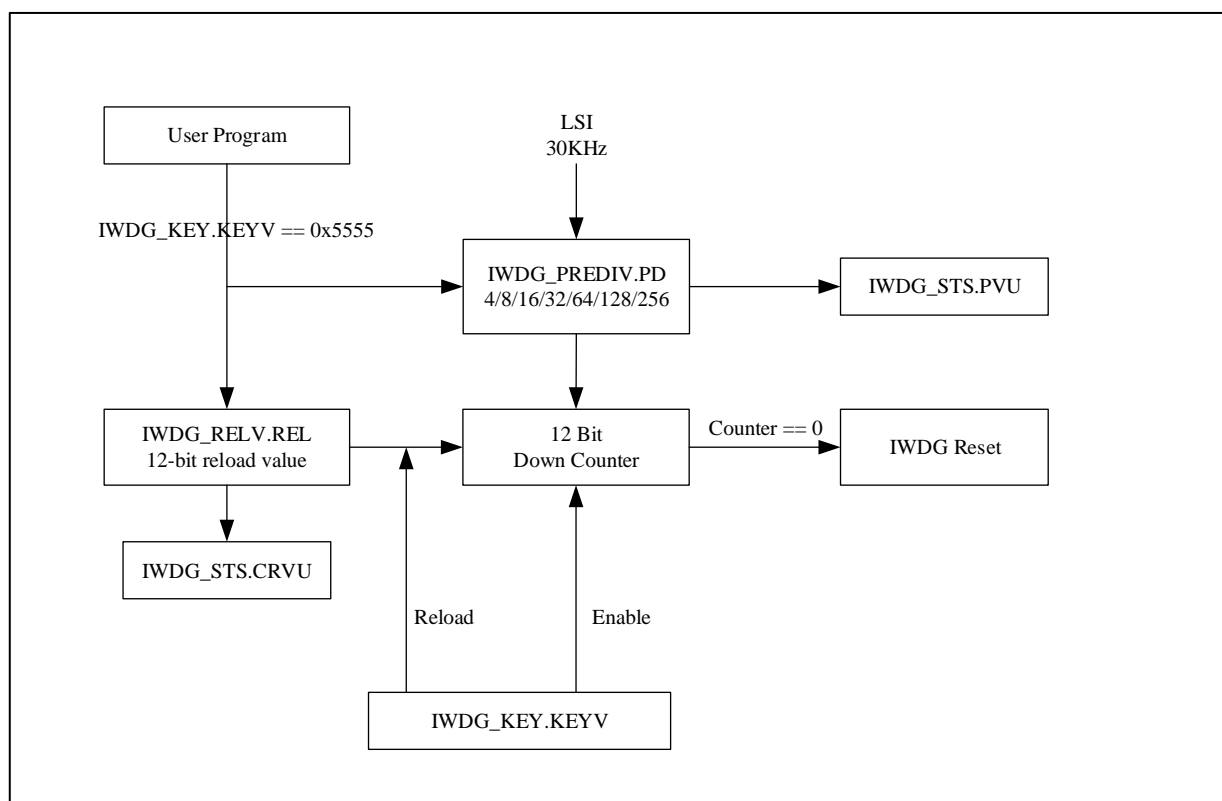 User Program
LSI
30KHz
IWDG_KEY.KEYV == 0x5555
IWDG_PREDIV.PD
4/8/16/32/64/128/256
IWDG_STS.PVU
IWDG_RELV.REL
12-bit reload value
12 Bit
Down Counter
Counter == 0
IWDG Reset
IWDG_STS.CRVU
Reload
Enable
IWDG_KEY.KEYV